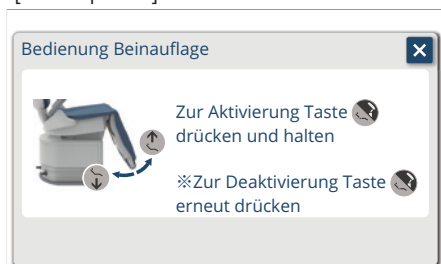 Bedienung Beinauflage
Zur Aktivierung Taste
drücken und halten
※Zur Deaktivierung Taste
erneut drücken